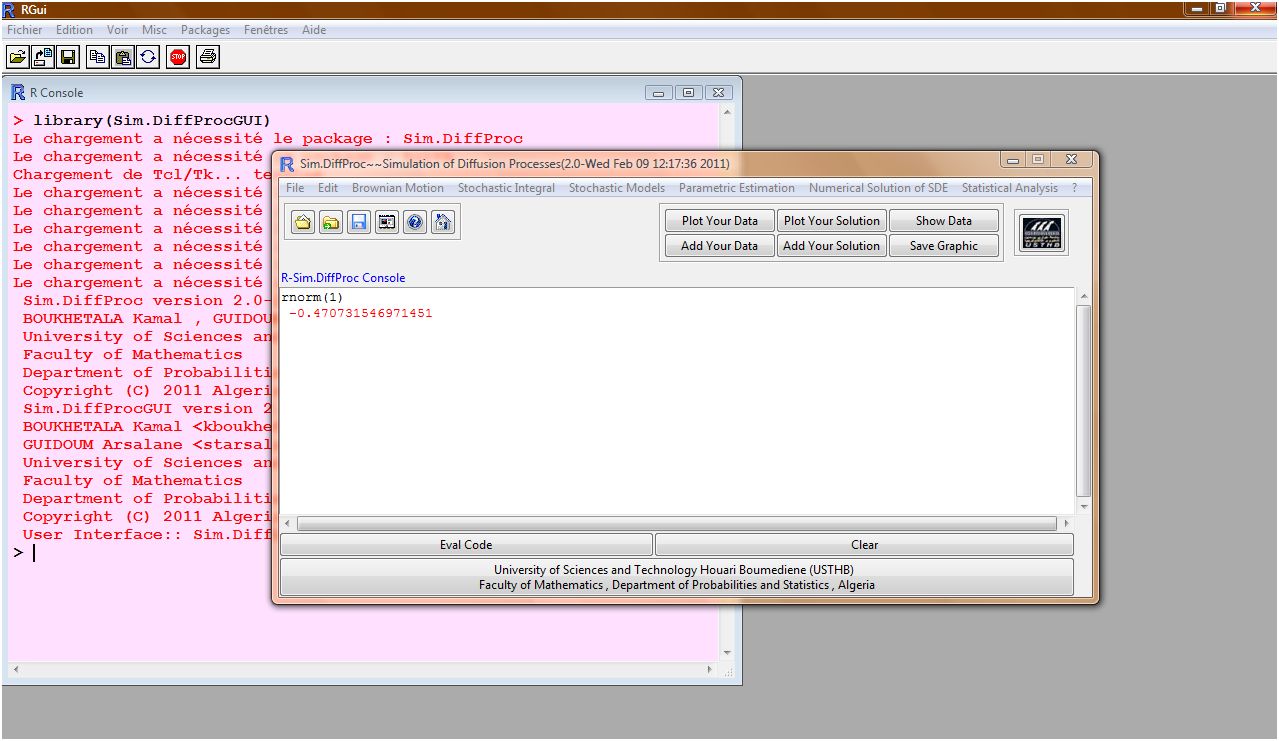 RGui
Fichier Edition Voir Misc Packages Fenêtres Aide
STOP
R Console
> library(Sim.DiffProcGUI)
Le chargement a nécessité le package : Sim.DiffProc
Le chargement a nécessité
Chargement de Tcl/Tk... te
Le chargement a nécessité
Le chargement a nécessité
Le chargement a nécessité
Le chargement a nécessité
Le chargement a nécessité
Le chargement a nécessité
Sim.DiffProc version 2.0-
BOUKHETALA Kamal , GUIDOU
University of Sciences an
Faculty of Mathematics
Department of Probabiliti
Copyright (C) 2011 Algeri
Sim.DiffProcGUI version 2
BOUKHETALA Kamal <kboukhe
GUIDOUM Arsalane <starsal
University of Sciences an
Faculty of Mathematics
Department of Probabiliti
Copyright (C) 2011 Algeri
User Interface:: Sim.Diff
>
Sim.DiffProc~~Simulation of Diffusion Processes(2.0-Wed Feb 09 12:17:36 2011)
File Edit Brownian Motion Stochastic Integral Stochastic Models Parametric Estimation Numerical Solution of SDE Statistical Analysis ?
Plot Your Data Plot Your Solution Show Data
Add Your Data Add Your Solution Save Graphic
USTHB
R-Sim.DiffProc Console
rnorm(1)
-0.470731546971451
Eval Code Clear
University of Sciences and Technology Houari Boumediene (USTHB)
Faculty of Mathematics , Department of Probabilities and Statistics , Algeria